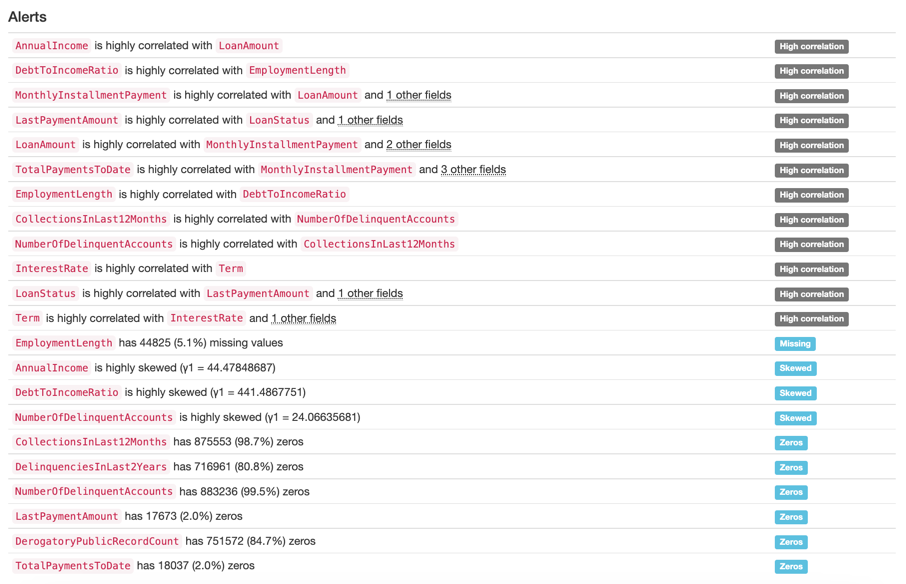 Alerts
AnnualIncome is highly correlated with LoanAmount High correlation
DebtToIncomeRatio is highly correlated with EmploymentLength High correlation
MonthlyInstallmentPayment is highly correlated with LoanAmount and 1 other fields High correlation
LastPaymentAmount is highly correlated with LoanStatus and 1 other fields High correlation
LoanAmount is highly correlated with MonthlyInstallmentPayment and 2 other fields High correlation
TotalPaymentsToDate is highly correlated with MonthlyInstallmentPayment and 3 other fields High correlation
EmploymentLength is highly correlated with DebtToIncomeRatio High correlation
CollectionsInLast12Months is highly correlated with NumberOfDelinquentAccounts High correlation
NumberOfDelinquentAccounts is highly correlated with CollectionsInLast12Months High correlation
InterestRate is highly correlated with Term High correlation
LoanStatus is highly correlated with LastPaymentAmount and 1 other fields High correlation
Term is highly correlated with InterestRate and 1 other fields High correlation
EmploymentLength has 44825 (5.1%) missing values Missing
AnnualIncome is highly skewed (γ1 = 44.47848687) Skewed
DebtToIncomeRatio is highly skewed (γ1 = 441.4867751) Skewed
NumberOfDelinquentAccounts is highly skewed (γ1 = 24.06635681) Skewed
CollectionsInLast12Months has 875553 (98.7%) zeros Zeros
DelinquenciesInLast2Years has 716961 (80.8%) zeros Zeros
NumberOfDelinquentAccounts has 883236 (99.5%) zeros Zeros
LastPaymentAmount has 17673 (2.0%) zeros Zeros
DerogatoryPublicRecordCount has 751572 (84.7%) zeros Zeros
TotalPaymentsToDate has 18037 (2.0%) zeros Zeros